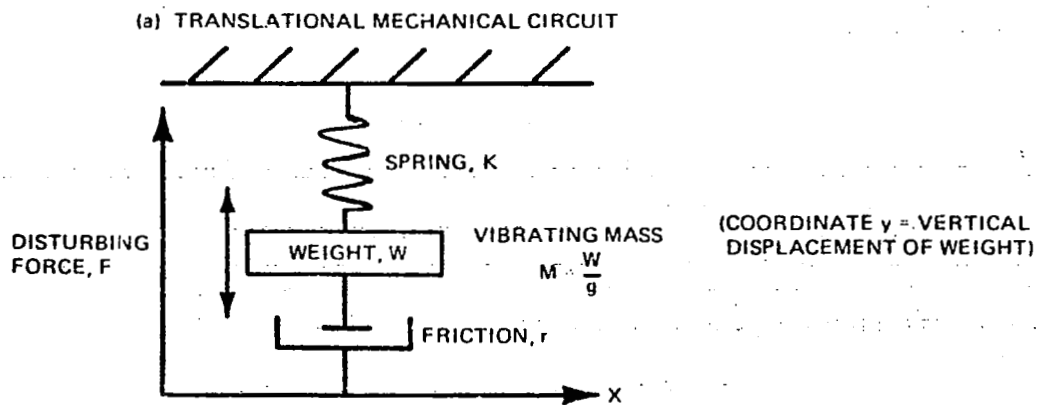 (a) TRANSLATIONAL MECHANICAL CIRCUIT
SPRING, K
DISTURBING
FORCE, F
WEIGHT, W
VIBRATING MASS
M = W
g
(COORDINATE y = VERTICAL
DISPLACEMENT OF WEIGHT)
FRICTION, r
X